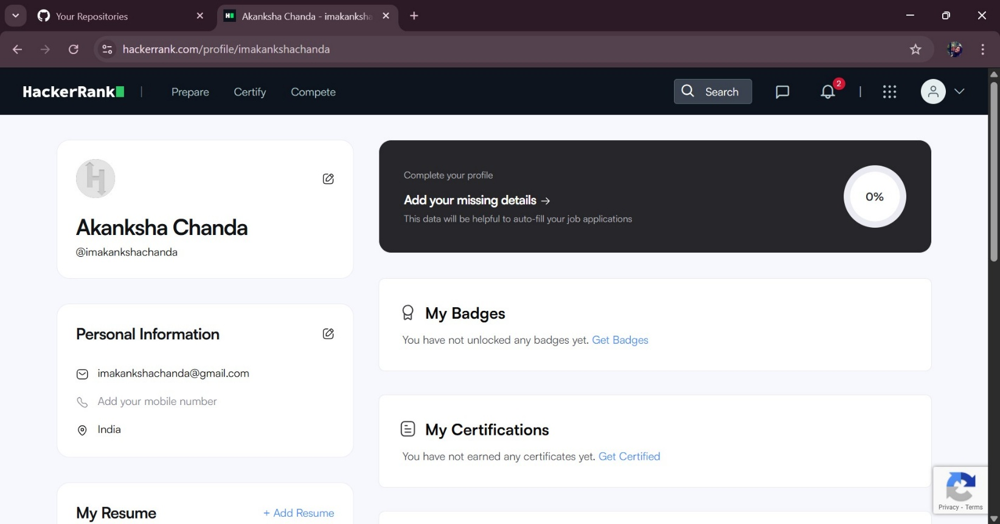 Your Repositories
Akanksha Chanda - imakanksha
hackerrank.com/profile/imakankshachanda
HackerRank
Prepare
Certify
Compete
Search
2
Akanksha Chanda
@imakankshachanda
Complete your profile
Add your missing details →
This data will be helpful to auto-fill your job applications
0%
Personal Information
imakankshachanda@gmail.com
Add your mobile number
India
My Badges
You have not unlocked any badges yet. Get Badges
My Certifications
You have not earned any certificates yet. Get Certified
My Resume
+ Add Resume
Privacy - Terms